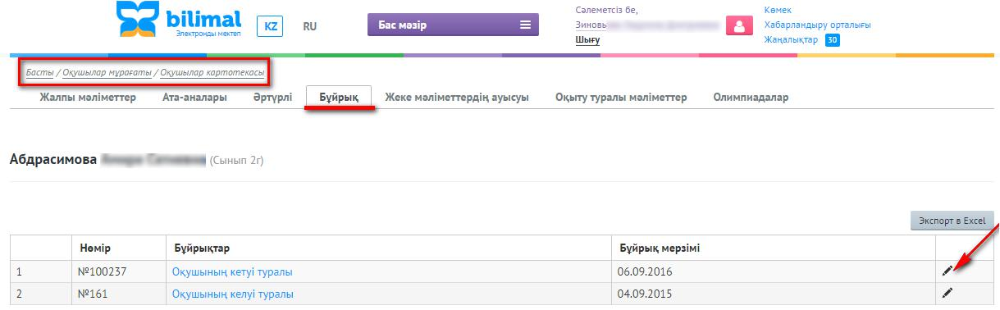 bilimal
Электронды мектеп
KZ RU
Бас мәзір
Сәлеметсіз бе,
Зиновь
Шығу
Көмек
Хабарландыру орталығы
Жаңалықтар 30
Басты / Оқушылар мұрағаты / Оқушылар картотекасы
Жалпы мәліметтер Ата-аналары Әртүрлі Бұйрық Жеке мәліметтердің ауысуы Оқыту туралы мәліметтер Олимпиадалар
Абдрасимова (Сынып 2г)
Экспорт в Excel
Нөмір Бұйрықтар Бұйрық мерзімі
1 №100237 Оқушының кетуі туралы 06.09.2016
2 №161 Оқушының келуі туралы 04.09.2015